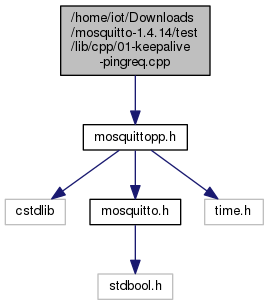 /home/iot/Downloads
/mosquitto-1.4.14/test
/lib/cpp/01-keepalive
-pingreq.cpp
mosquittopp.h
cstdlib
mosquitto.h
time.h
stdbool.h